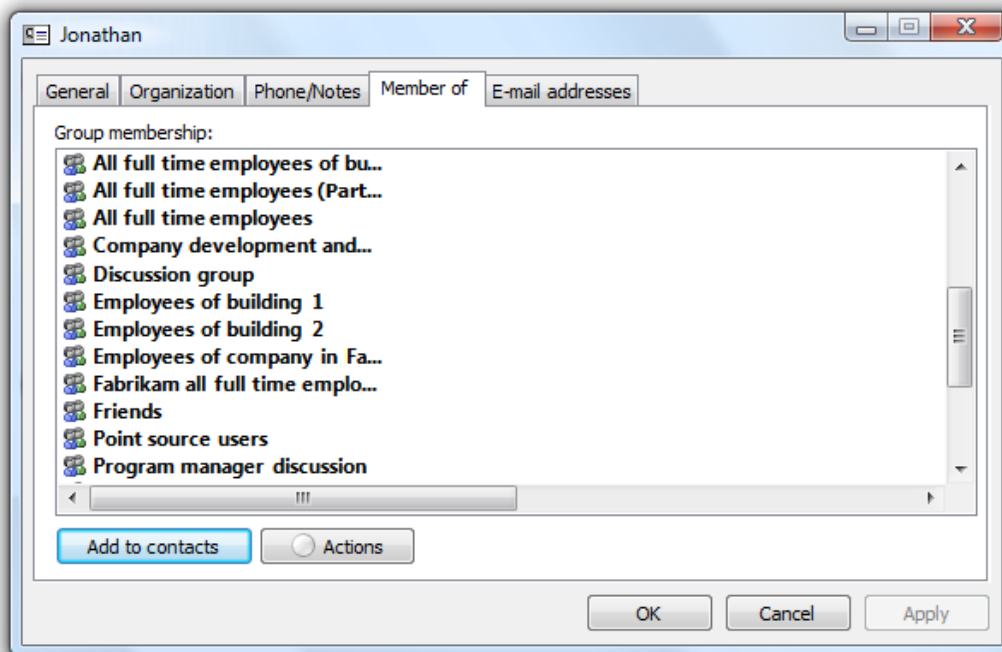 Jonathan
General Organization Phone/Notes Member of E-mail addresses
Group membership:
All full time employees of bu...
All full time employees (Part...
All full time employees
Company development and...
Discussion group
Employees of building 1
Employees of building 2
Employees of company in Fa...
Fabrikam all full time emplo...
Friends
Point source users
Program manager discussion
Add to contacts Actions
OK Cancel Apply